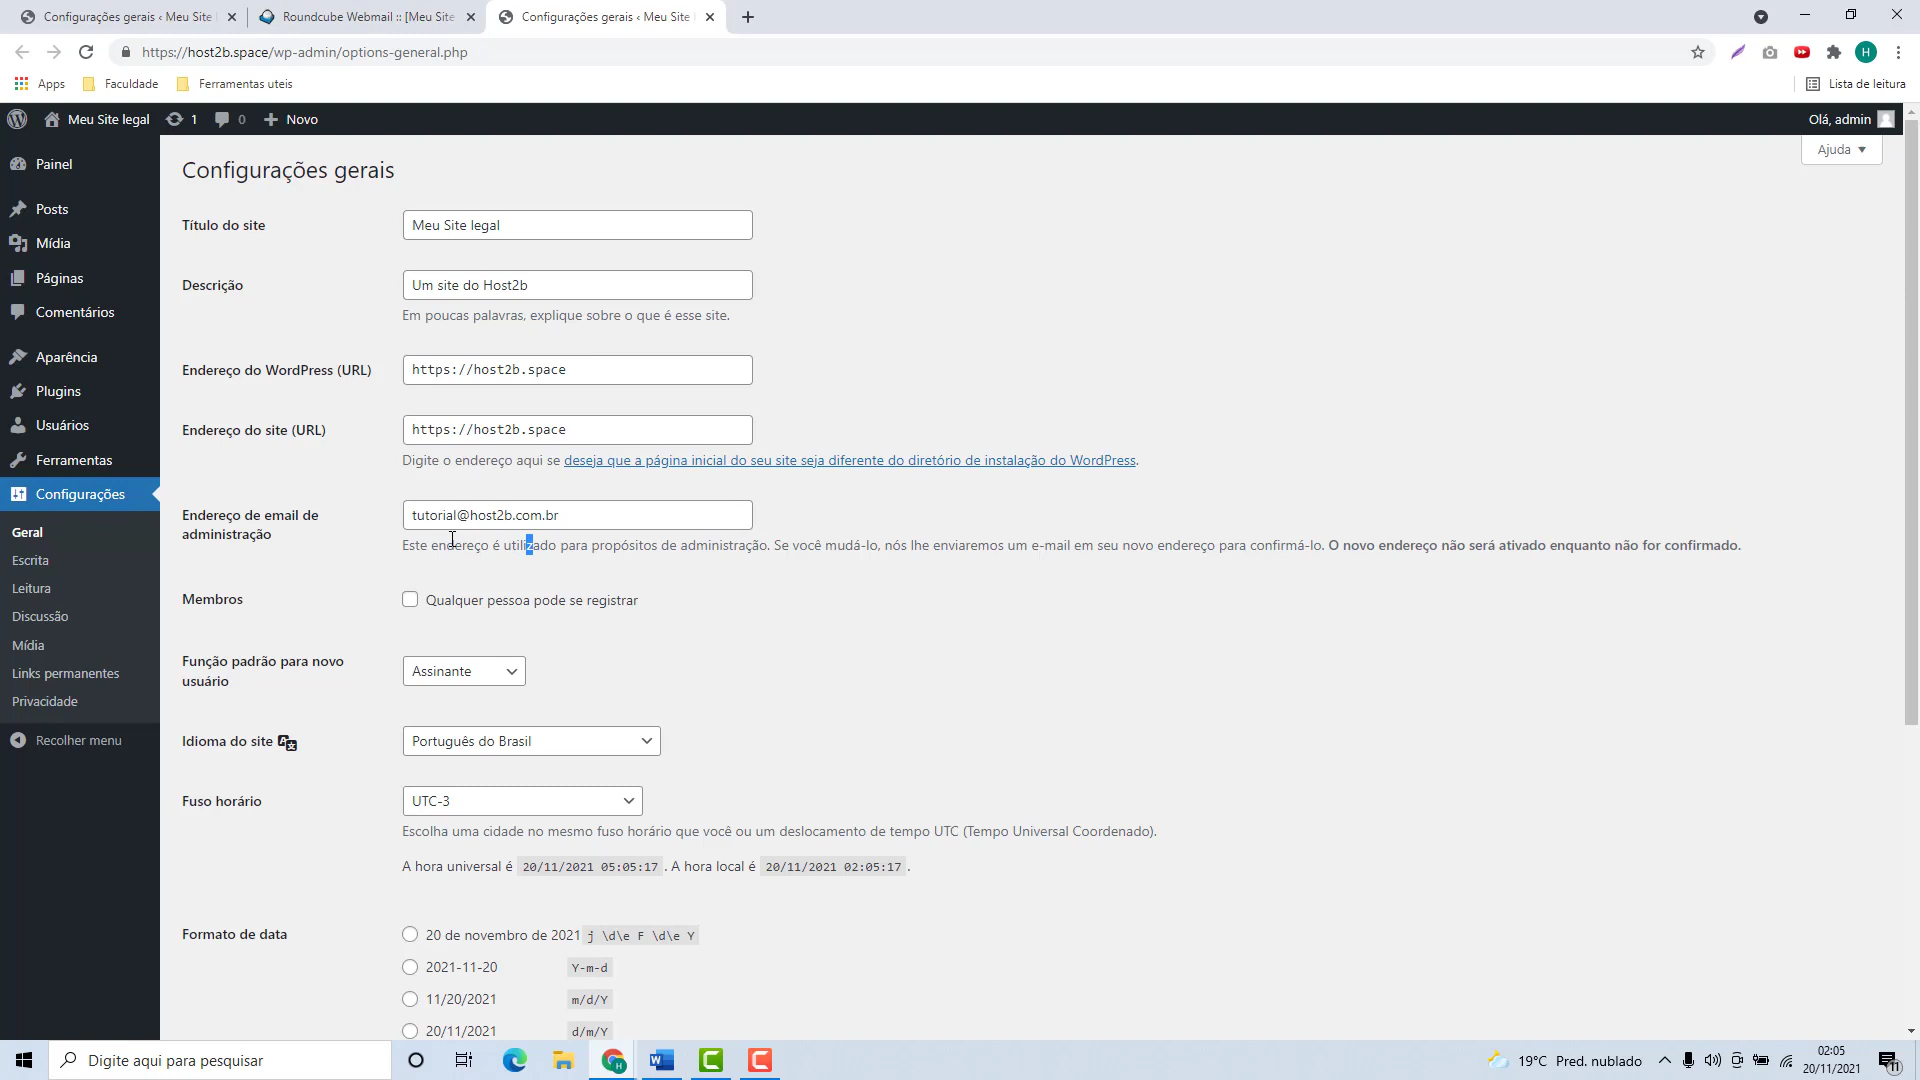 Configurações gerais ‹ Meu Site
Roundcube Webmail :: [Meu Site
Configurações gerais ‹ Meu Site
https://host2b.space/wp-admin/options-general.php
H
Apps
Faculdade
Ferramentas uteis
Lista de leitura
Meu Site legal
1
0
Novo
Olá, admin
Painel
Posts
Mídia
Páginas
Comentários
Aparência
Plugins
Usuários
Ferramentas
Configurações
Geral
Escrita
Leitura
Discussão
Mídia
Links permanentes
Privacidade
Recolher menu
Ajuda
Configurações gerais
Título do site
Meu Site legal
Descrição
Um site do Host2b
Em poucas palavras, explique sobre o que é esse site.
Endereço do WordPress (URL)
https://host2b.space
Endereço do site (URL)
https://host2b.space
Digite o endereço aqui se deseja que a página inicial do seu site seja diferente do diretório de instalação do WordPress.
Endereço de email de
administração
tutorial@host2b.com.br
Este endereço é utilizado para propósitos de administração. Se você mudá-lo, nós lhe enviaremos um e-mail em seu novo endereço para confirmá-lo. O novo endereço não será ativado enquanto não for confirmado.
Membros
Qualquer pessoa pode se registrar
Função padrão para novo
usuário
Assinante
Idioma do site
Português do Brasil
Fuso horário
UTC-3
Escolha uma cidade no mesmo fuso horário que você ou um deslocamento de tempo UTC (Tempo Universal Coordenado).
A hora universal é 20/11/2021 05:05:17 . A hora local é 20/11/2021 02:05:17 .
Formato de data
20 de novembro de 2021 j \d\e F \d\e Y
2021-11-20 Y-m-d
11/20/2021 m/d/Y
20/11/2021 d/m/Y
Digite aqui para pesquisar
19°C Pred. nublado
02:05
20/11/2021
11